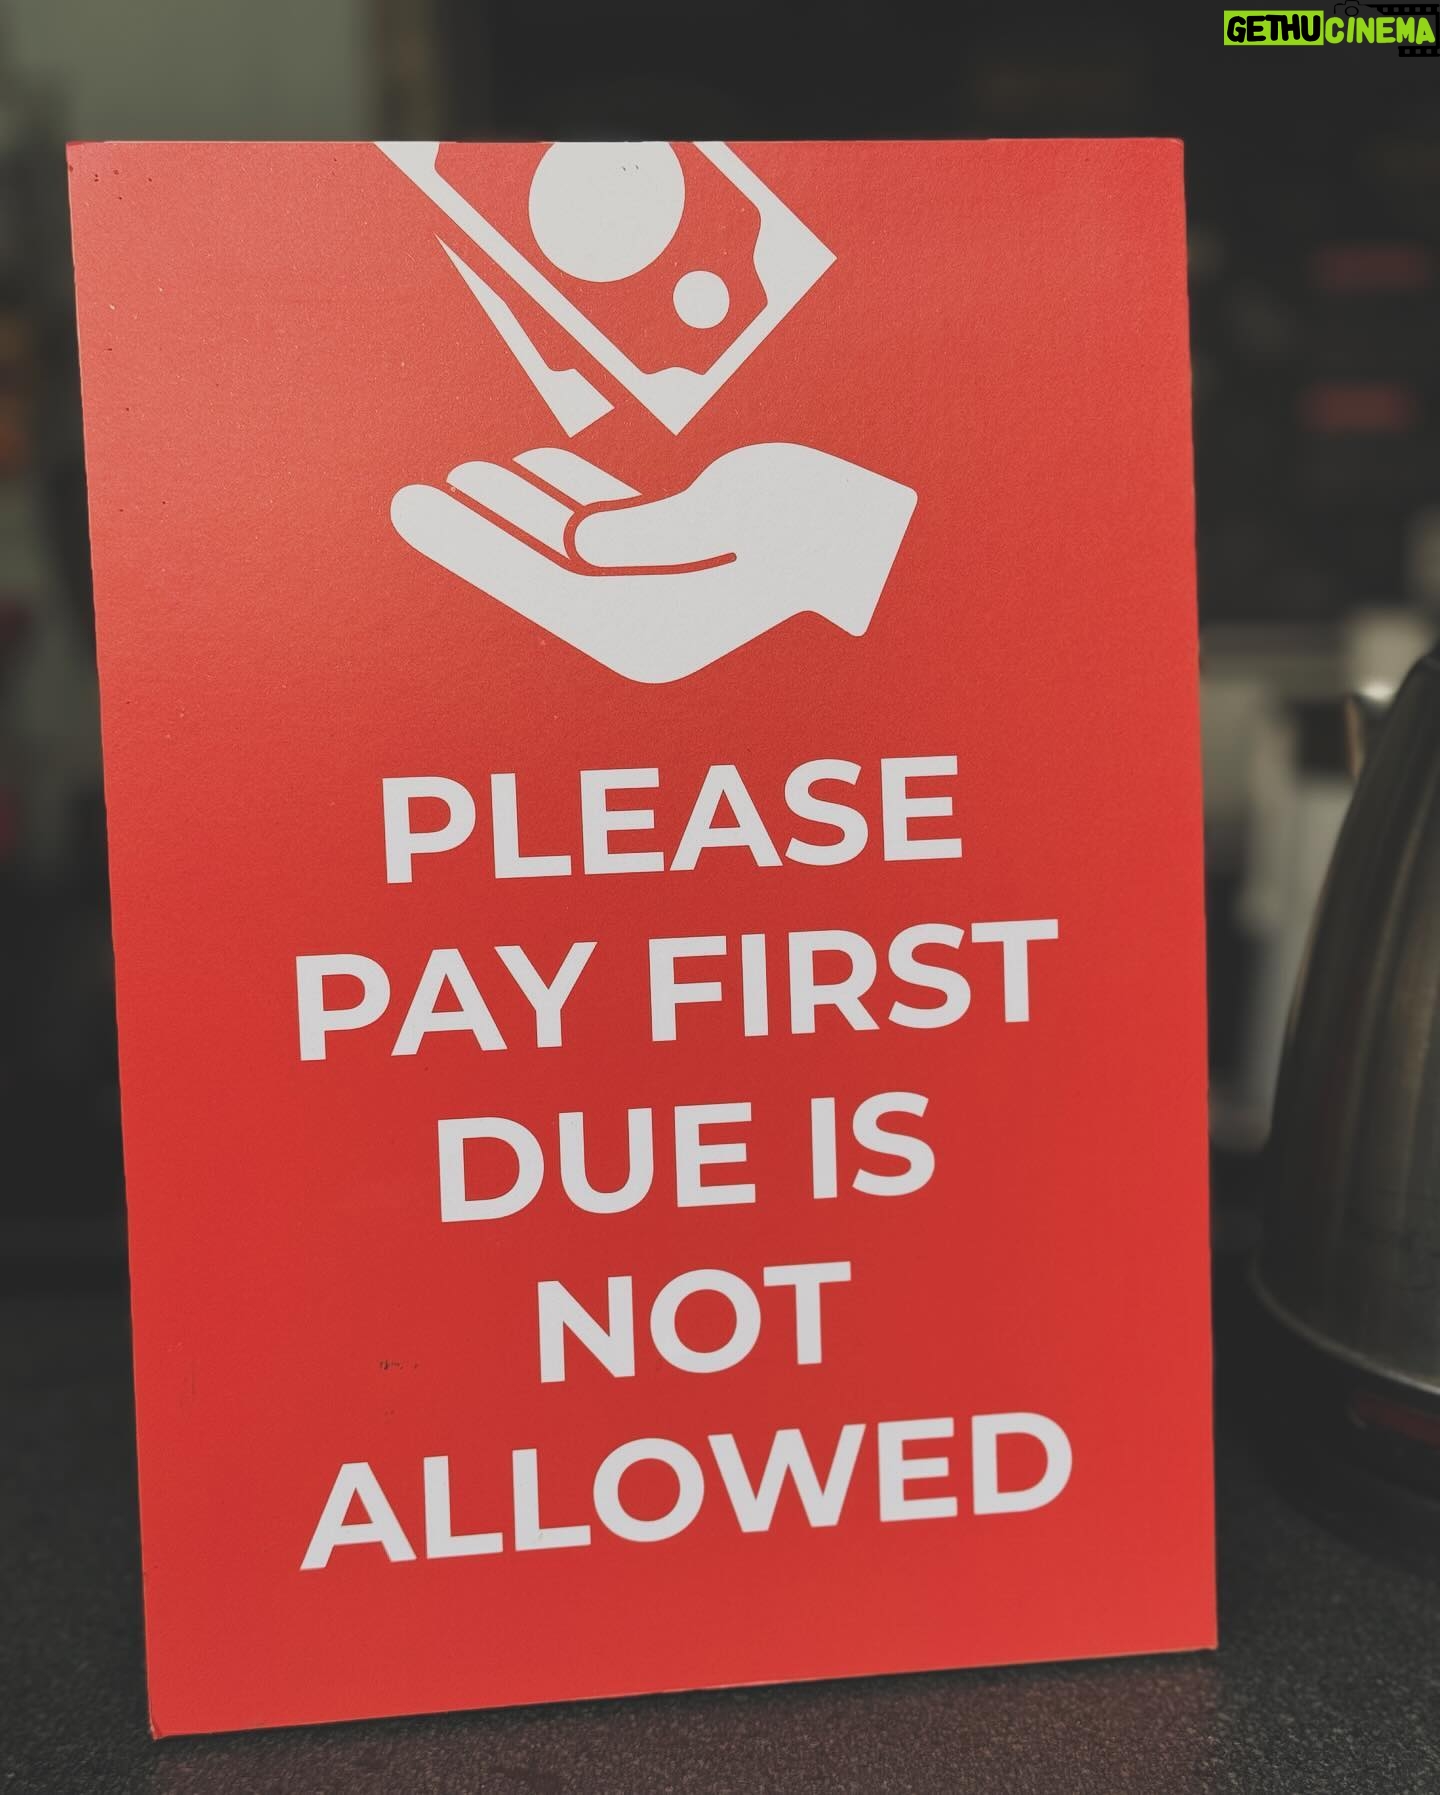 GETHUCINEMA
PLEASE
PAY FIRST
DUE IS
NOT
ALLOWED